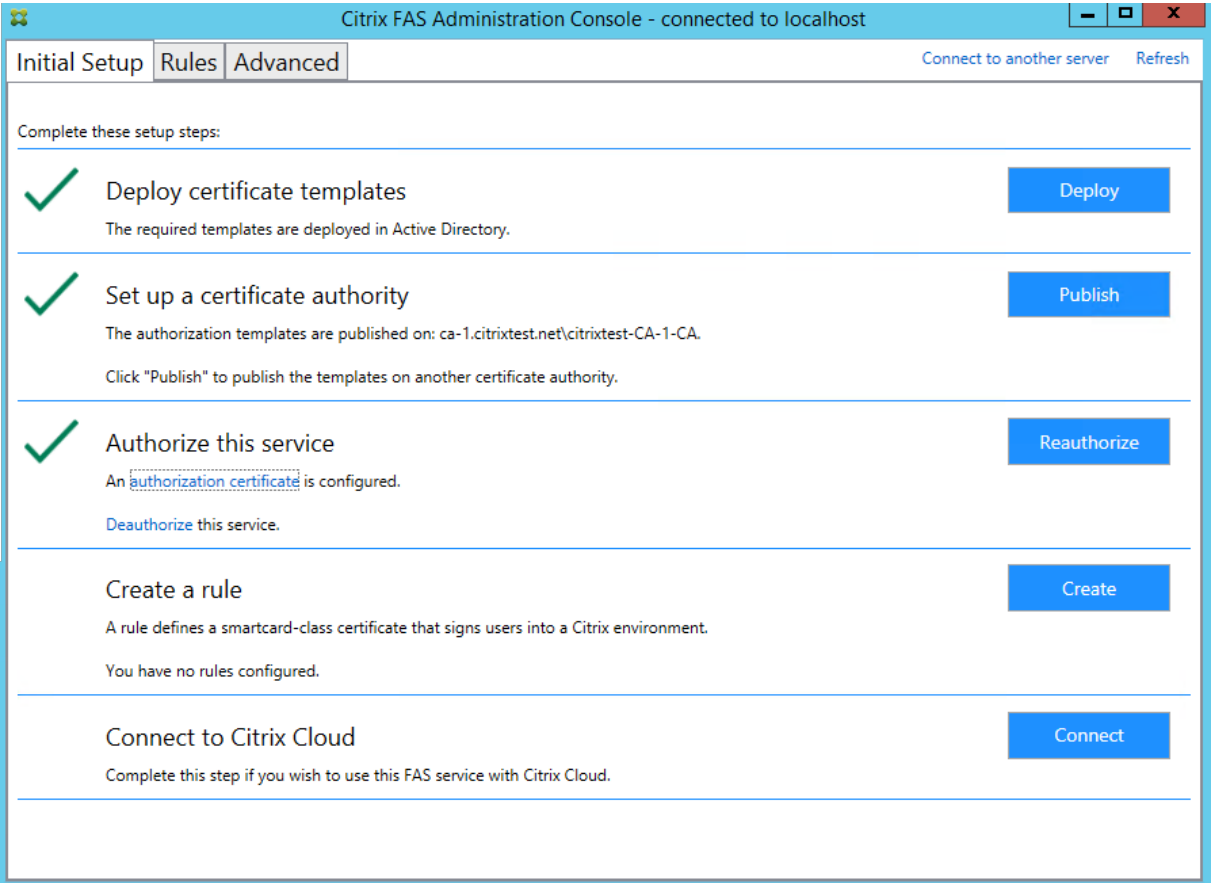 Citrix FAS Administration Console - connected to localhost
Initial Setup Rules Advanced Connect to another server Refresh
Complete these setup steps:
Deploy certificate templates Deploy
The required templates are deployed in Active Directory.
Set up a certificate authority Publish
The authorization templates are published on: ca-1.citrixtest.net\citrixtest-CA-1-CA.
Click "Publish" to publish the templates on another certificate authority.
Authorize this service Reauthorize
An authorization certificate is configured.
Deauthorize this service.
Create a rule Create
A rule defines a smartcard-class certificate that signs users into a Citrix environment.
You have no rules configured.
Connect to Citrix Cloud Connect
Complete this step if you wish to use this FAS service with Citrix Cloud.